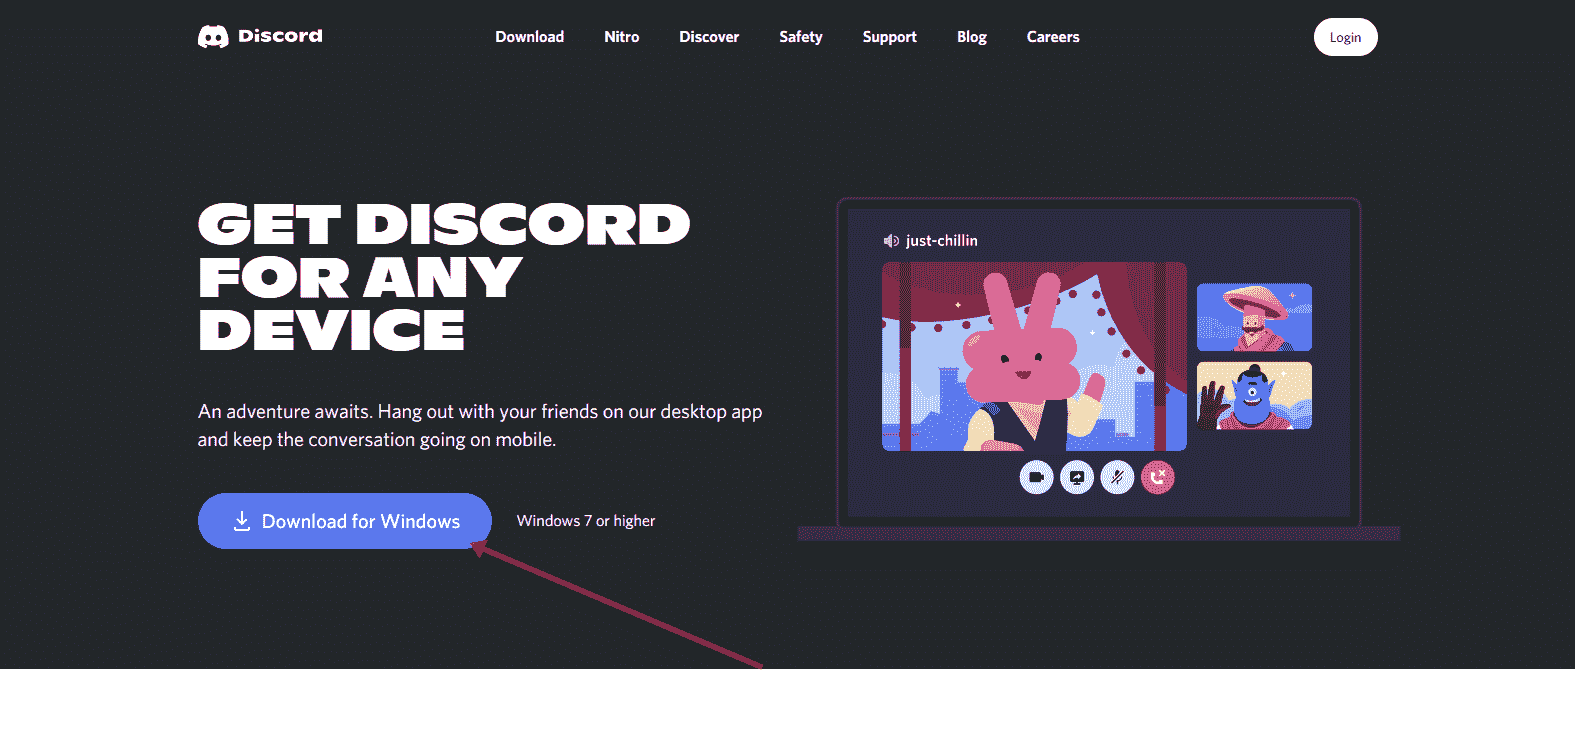 Discord
Download Nitro Discover Safety Support Blog Careers
Login
GET DISCORD
FOR ANY
DEVICE
An adventure awaits. Hang out with your friends on our desktop app
and keep the conversation going on mobile.
Download for Windows
Windows 7 or higher
just-chillin